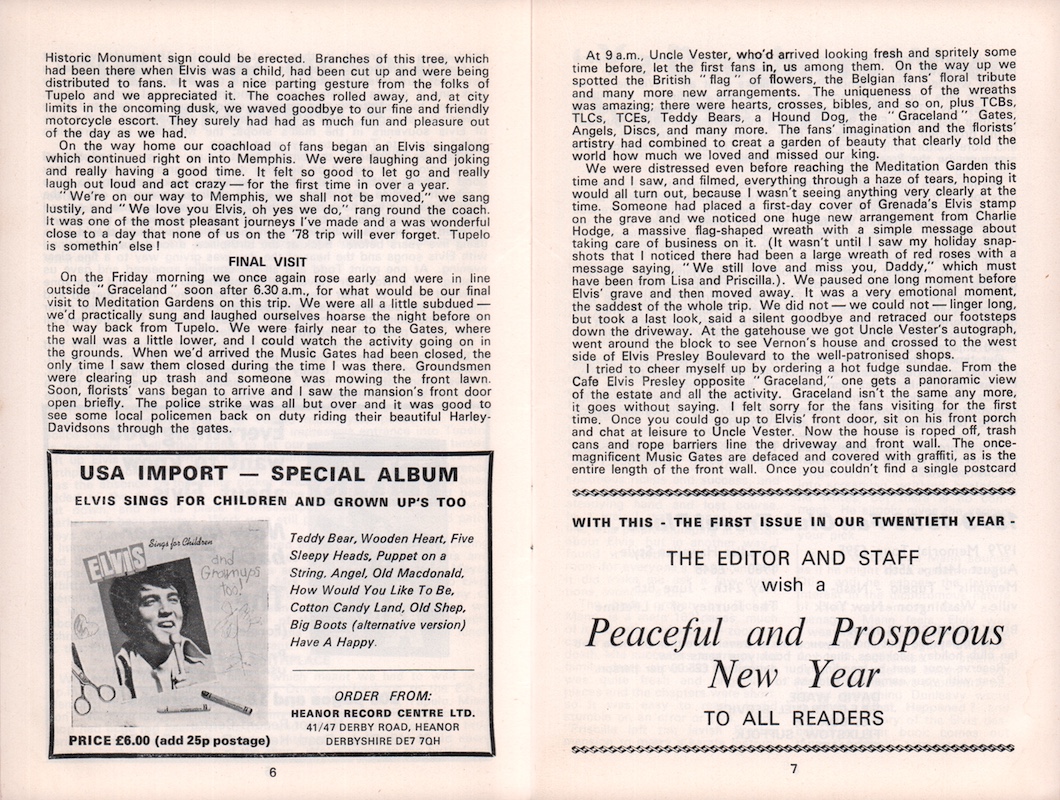 Historic Monument sign could be erected. Branches of this tree, which
had been there when Elvis was a child, had been cut up and were being
distributed to fans. It was a nice parting gesture from the folks of
Tupelo and we appreciated it. The coaches rolled away, and, at city
limits in the oncoming dusk, we waved goodbye to our fine and friendly
motorcycle escort. They surely had had as much fun and pleasure out
of the day as we had.
On the way home our coachload of fans began an Elvis singalong
which continued right on into Memphis. We were laughing and joking
and really having a good time. It felt so good to let go and really
laugh out loud and act crazy — for the first time in over a year.
"We're on our way to Memphis, we shall not be moved," we sang
lustily, and "We love you Elvis, oh yes we do," rang round the coach.
It was one of the most pleasant journeys I've made and a was wonderful
close to a day that none of us on the '78 trip will ever forget. Tupelo
is somethin' else !
FINAL VISIT
On the Friday morning we once again rose early and were in line
outside "Graceland" soon after 6.30 a.m., for what would be our final
visit to Meditation Gardens on this trip. We were all a little subdued —
we'd practically sung and laughed ourselves hoarse the night before on
the way back from Tupelo. We were fairly near to the Gates, where
the wall was a little lower, and I could watch the activity going on in
the grounds. When we'd arrived the Music Gates had been closed, the
only time I saw them closed during the time I was there. Groundsmen
were clearing up trash and someone was mowing the front lawn.
Soon, florists' vans began to arrive and I saw the mansion's front door
open briefly. The police strike was all but over and it was good to
see some local policemen back on duty riding their beautiful Harley-
Davidsons through the gates.
USA IMPORT — SPECIAL ALBUM
ELVIS SINGS FOR CHILDREN AND GROWN UP'S TOO
ELVIS
Sings for Children
and
Grownups
too!
Teddy Bear, Wooden Heart, Five
Sleepy Heads, Puppet on a
String, Angel, Old Macdonald,
How Would You Like To Be,
Cotton Candy Land, Old Shep,
Big Boots (alternative version)
Have A Happy.
ORDER FROM:
HEANOR RECORD CENTRE LTD.
41/47 DERBY ROAD, HEANOR
DERBYSHIRE DE7 7QH
PRICE £6.00 (add 25p postage)
6
At 9 a.m., Uncle Vester, who'd arrived looking fresh and spritely some
time before, let the first fans in, us among them. On the way up we
spotted the British "flag" of flowers, the Belgian fans' floral tribute
and many more new arrangements. The uniqueness of the wreaths
was amazing; there were hearts, crosses, bibles, and so on, plus TCBs,
TLCs, TCEs, Teddy Bears, a Hound Dog, the "Graceland" Gates,
Angels, Discs, and many more. The fans' imagination and the florists'
artistry had combined to creat a garden of beauty that clearly told the
world how much we loved and missed our king.
We were distressed even before reaching the Meditation Garden this
time and I saw, and filmed, everything through a haze of tears, hoping it
would all turn out, because I wasn't seeing anything very clearly at the
time. Someone had placed a first-day cover of Grenada's Elvis stamp
on the grave and we noticed one huge new arrangement from Charlie
Hodge, a massive flag-shaped wreath with a simple message about
taking care of business on it. (It wasn't until I saw my holiday snap-
shots that I noticed there had been a large wreath of red roses with a
message saying, "We still love and miss you, Daddy," which must
have been from Lisa and Priscilla.). We paused one long moment before
Elvis' grave and then moved away. It was a very emotional moment,
the saddest of the whole trip. We did not — we could not — linger long,
but took a last look, said a silent goodbye and retraced our footsteps
down the driveway. At the gatehouse we got Uncle Vester's autograph,
went around the block to see Vernon's house and crossed to the west
side of Elvis Presley Boulevard to the well-patronised shops.
I tried to cheer myself up by ordering a hot fudge sundae. From the
Cafe Elvis Presley opposite "Graceland," one gets a panoramic view
of the estate and all the activity. Graceland isn't the same any more,
it goes without saying. I felt sorry for the fans visiting for the first
time. Once you could go up to Elvis' front door, sit on his front porch
and chat at leisure to Uncle Vester. Now the house is roped off, trash
cans and rope barriers line the driveway and front wall. The once-
magnificent Music Gates are defaced and covered with graffiti, as is the
entire length of the front wall. Once you couldn't find a single postcard
WITH THIS - THE FIRST ISSUE IN OUR TWENTIETH YEAR -
THE EDITOR AND STAFF
wish a
Peaceful and Prosperous
New Year
TO ALL READERS
7